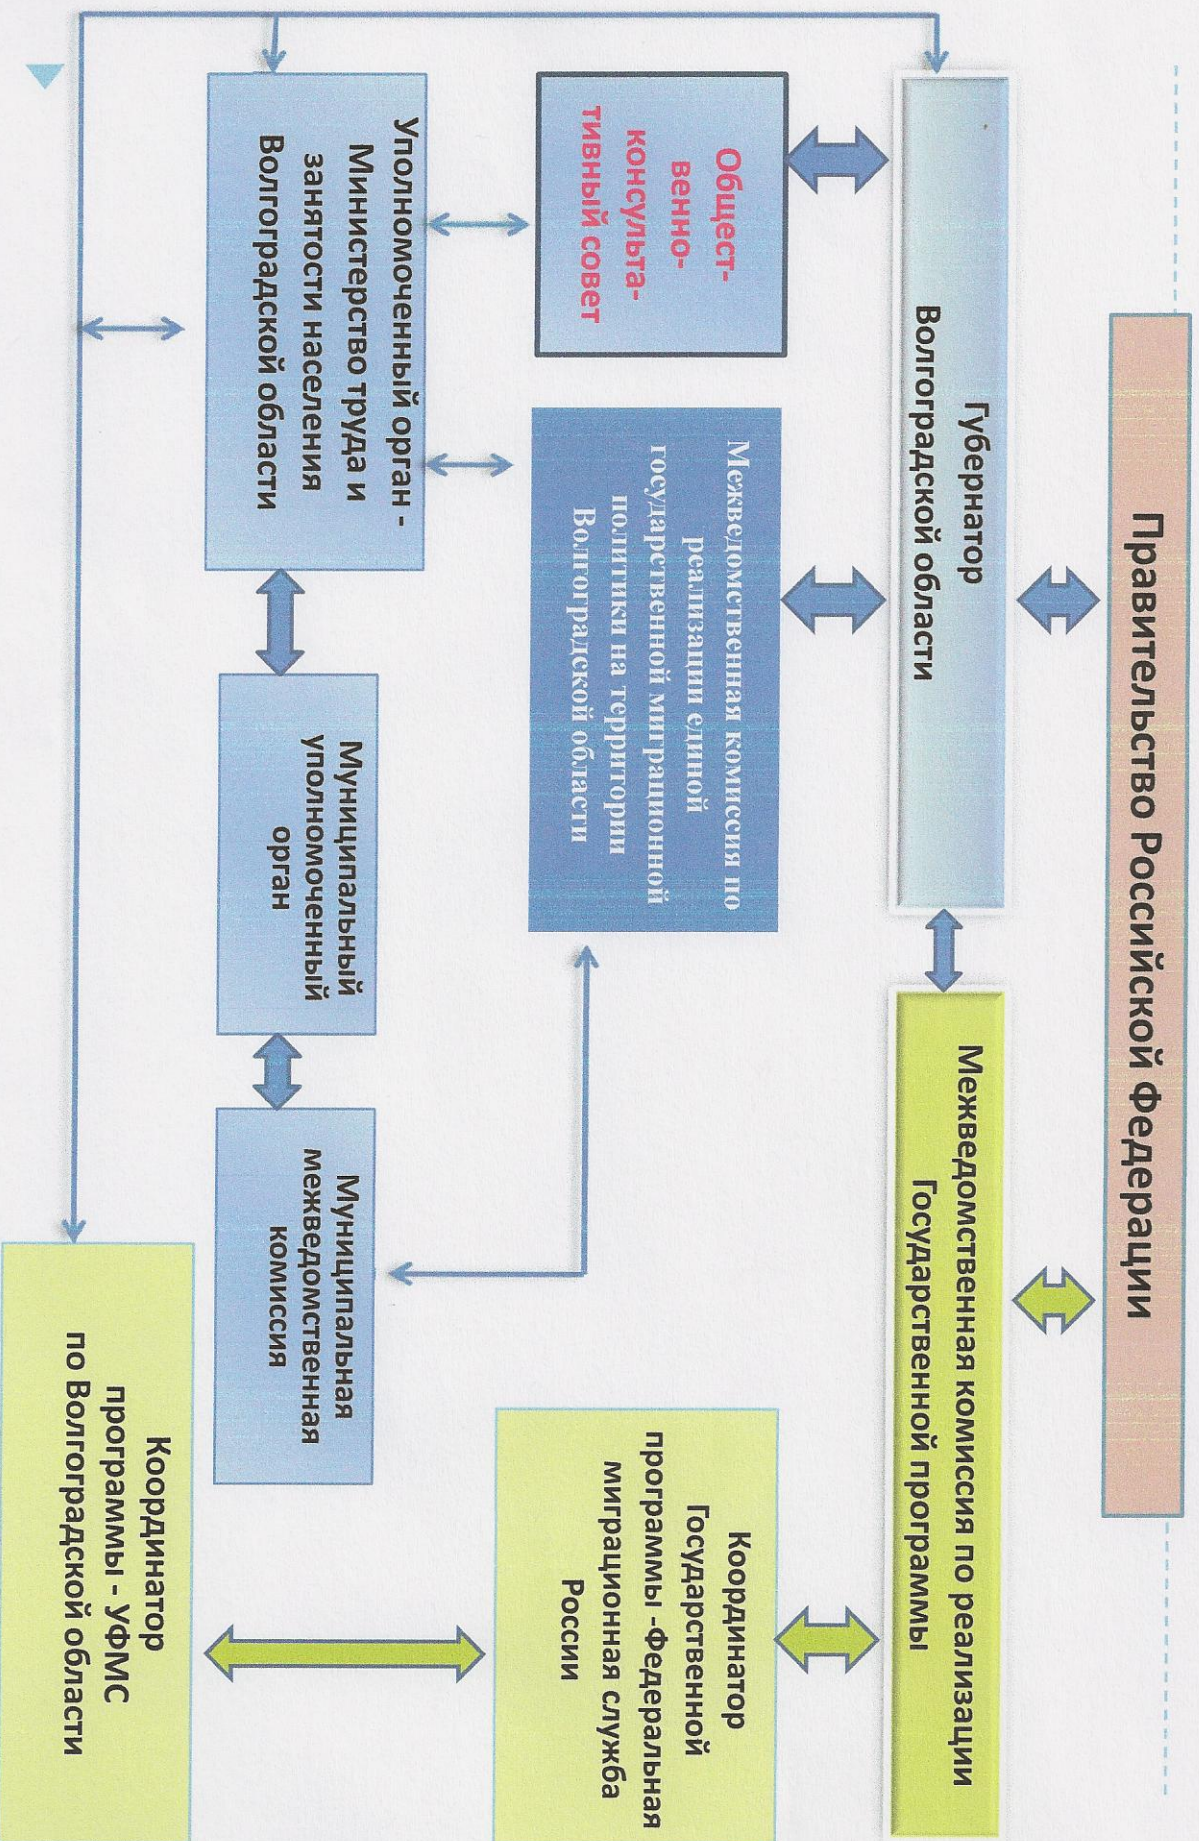 Правительство Российской Федерации
Губернатор
Волгоградской области
Межведомственная комиссия по реализации
Государственной программы
Общест-
венно-
консульта-
тивный совет
Межведомственная комиссия по
реализации единой
государственной миграционной
политики на территории
Волгоградской области
Координатор
Государственной
программы -Федеральная
миграционная служба
России
Уполномоченный орган -
Министерство труда и
занятости населения
Волгоградской области
Муниципальный
уполномоченный
орган
Муниципальная
межведомственная
комиссия
Координатор
программы - УФМС
по Волгоградской области